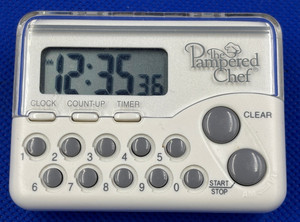 The
Pampered
Chef
12:35 36
CLOCK COUNT-UP TIMER
CLEAR
1 2 3 4 5
6 7 8 9 0
START/
STOP